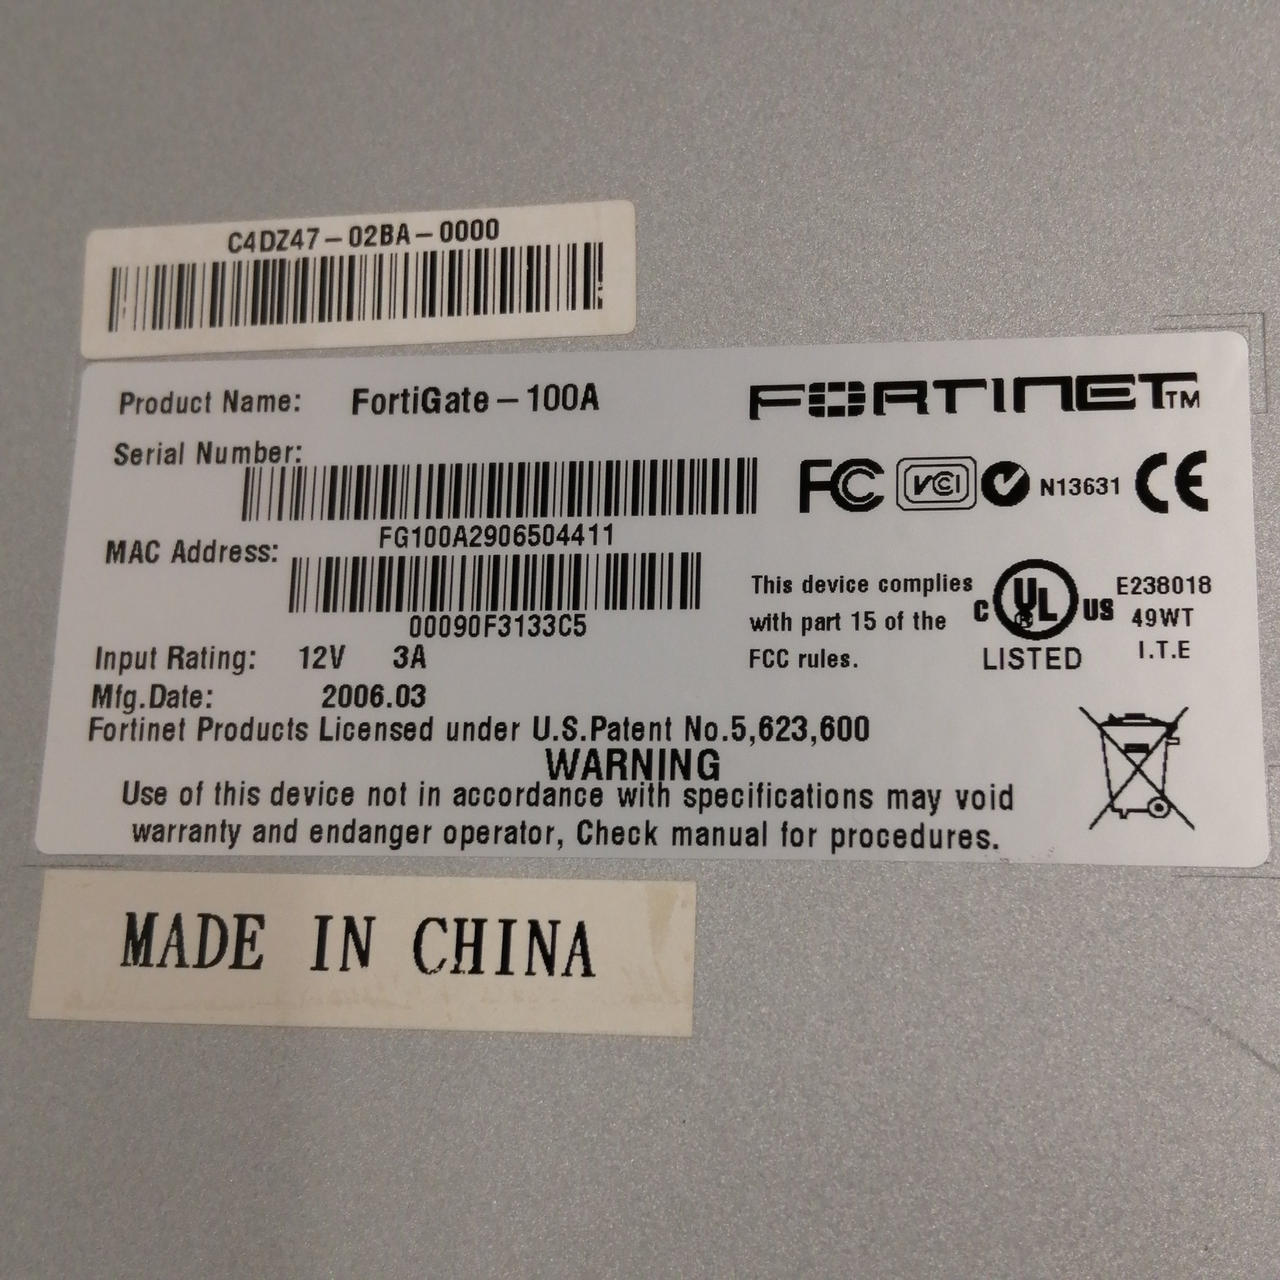 C4DZ47-02BA-0000
Product Name: FortiGate-100A
FORTINET™
Serial Number:
FG100A2906504411
FC VCCI N13631 CE
MAC Address:
00090F3133C5
This device complies
with part 15 of the
FCC rules.
C UL US
LISTED
E238018
49WT
I.T.E
Input Rating: 12V 3A
Mfg.Date: 2006.03
Fortinet Products Licensed under U.S.Patent No.5,623,600
WARNING
Use of this device not in accordance with specifications may void
warranty and endanger operator, Check manual for procedures.
MADE IN CHINA